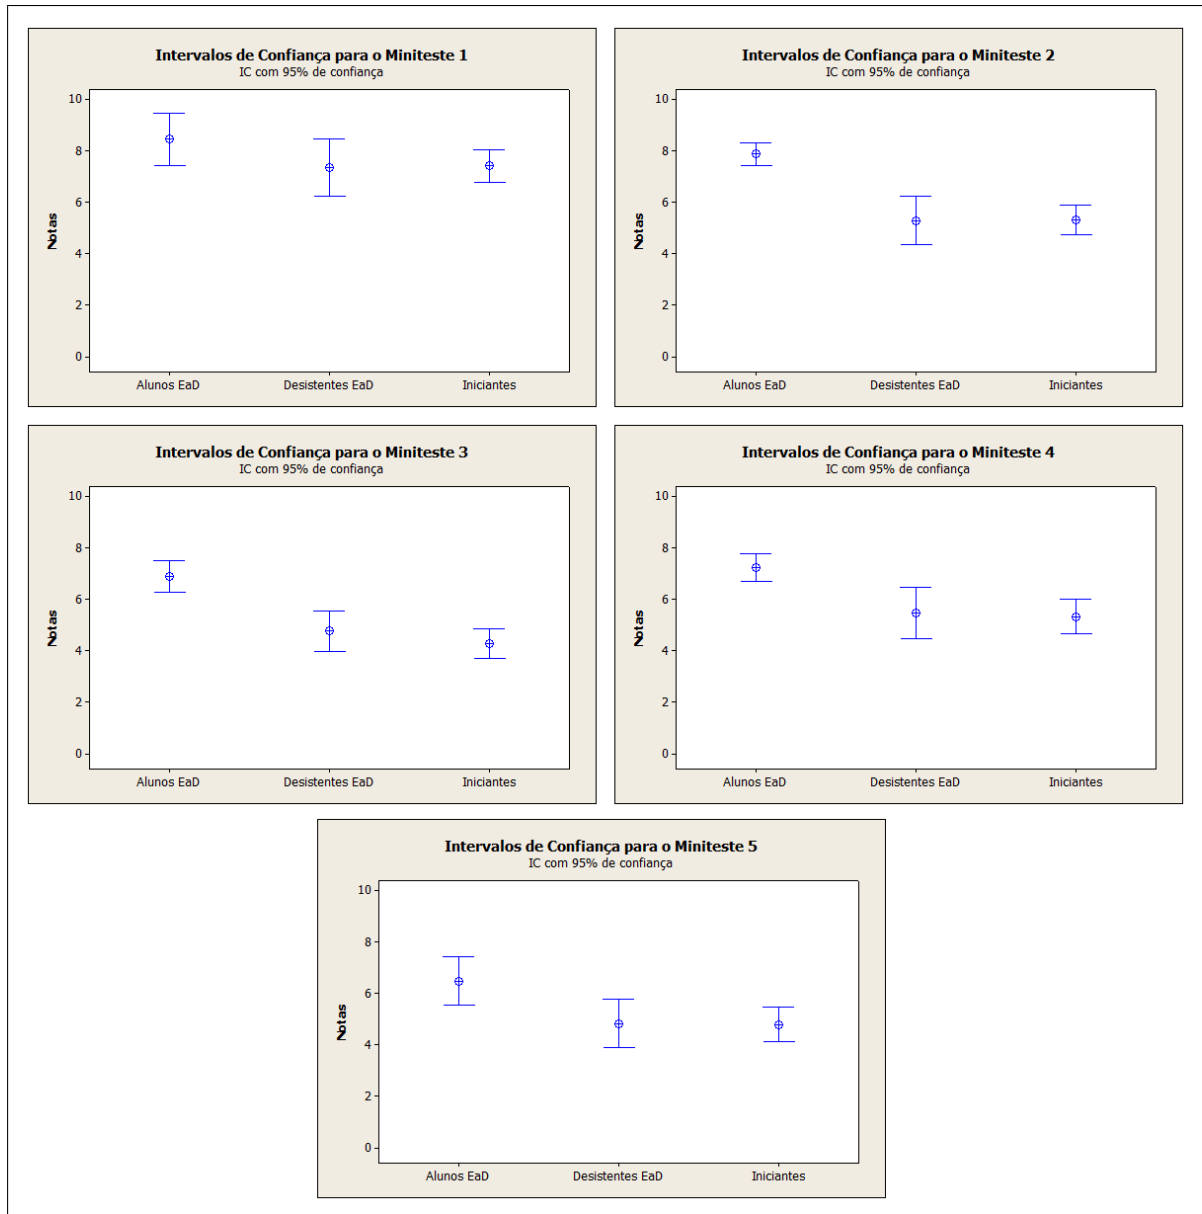 Intervalos de Confiança para o Miniteste 1
IC com 95% de confiança
Notas
10
8
6
4
2
0
Alunos EaD Desistentes EaD Iniciantes
Intervalos de Confiança para o Miniteste 2
IC com 95% de confiança
Notas
10
8
6
4
2
0
Alunos EaD Desistentes EaD Iniciantes
Intervalos de Confiança para o Miniteste 3
IC com 95% de confiança
Notas
10
8
6
4
2
0
Alunos EaD Desistentes EaD Iniciantes
Intervalos de Confiança para o Miniteste 4
IC com 95% de confiança
Notas
10
8
6
4
2
0
Alunos EaD Desistentes EaD Iniciantes
Intervalos de Confiança para o Miniteste 5
IC com 95% de confiança
Notas
10
8
6
4
2
0
Alunos EaD Desistentes EaD Iniciantes